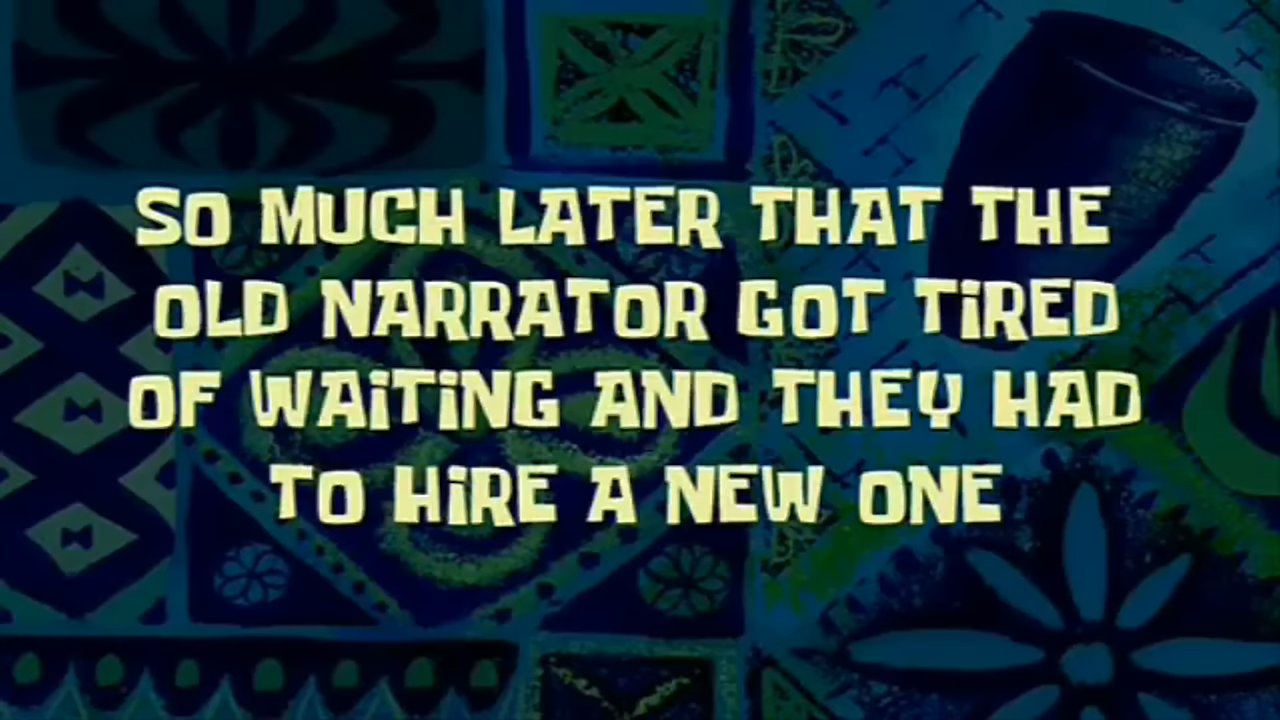 SO MUCH LATER THAT THE
OLD NARRATOR GOT TiRED
OF WAiTiNG AND THEY HAD
TO HiRE A NEW ONE